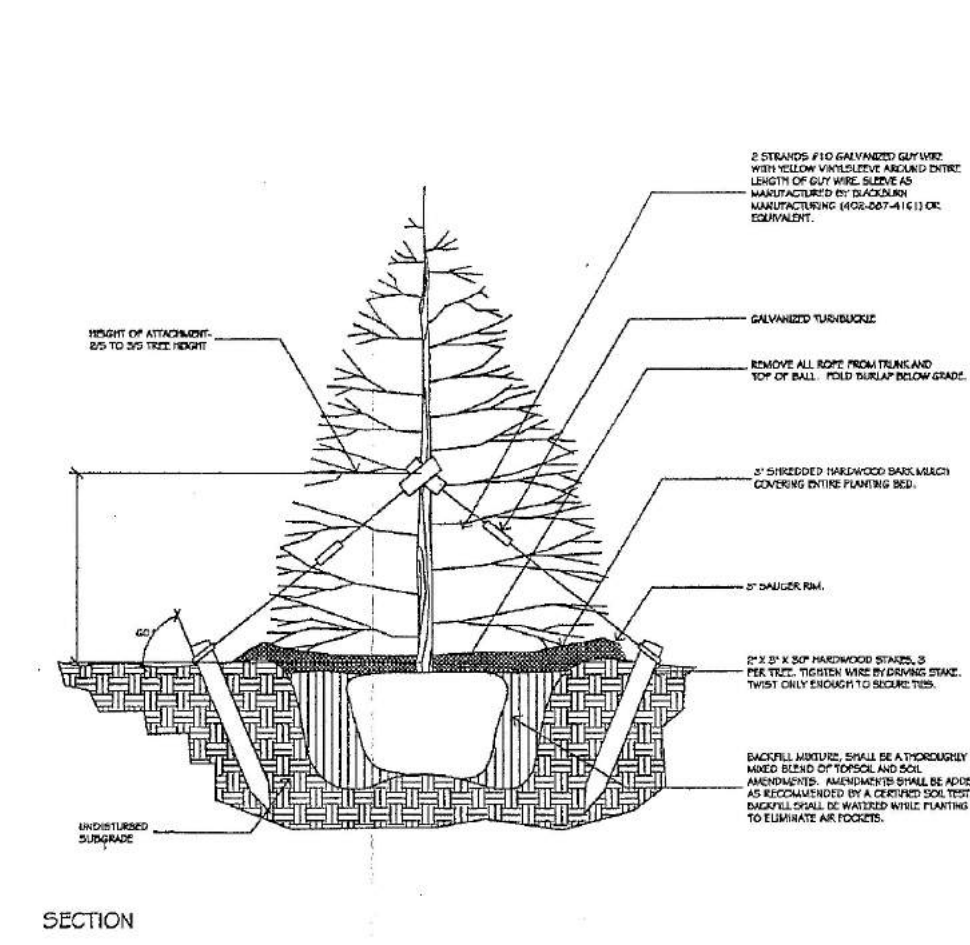 2 STRANDS #10 GALVANIZED GUY WIRE
WITH YELLOW VINYL SLEEVE AROUND ENTIRE
LENGTH OF GUY WIRE. SLEEVE AS
MANUFACTURED BY BLACKBURN
MANUFACTURING (402-887-4161) OR
EQUIVALENT.
GALVANIZED TURNBUCKLE
HEIGHT OF ATTACHMENT-
2/5 TO 3/5 TREE HEIGHT
REMOVE ALL ROPE FROM TRUNK AND
TOP OF BALL. FOLD BURLAP BELOW GRADE.
3" SHREDDED HARDWOOD BARK MULCH
COVERING ENTIRE PLANTING BED.
3" SAUCER RIM.
60
2" X 3" X 30" HARDWOOD STAKES, 3
PER TREE. TIGHTEN WIRE BY DRIVING STAKE.
TWIST ONLY ENOUGH TO SECURE TIES.
BACKFILL MIXTURE, SHALL BE A THOROUGHLY
MIXED BLEND OF TOPSOIL AND SOIL
AMENDMENTS. AMENDMENTS SHALL BE ADDE
AS RECOMMENDED BY A CERTIFIED SOIL TEST
BACKFILL SHALL BE WATERED WHILE PLANTING
TO ELIMINATE AIR POCKETS.
UNDISTURBED
SUBGRADE
SECTION